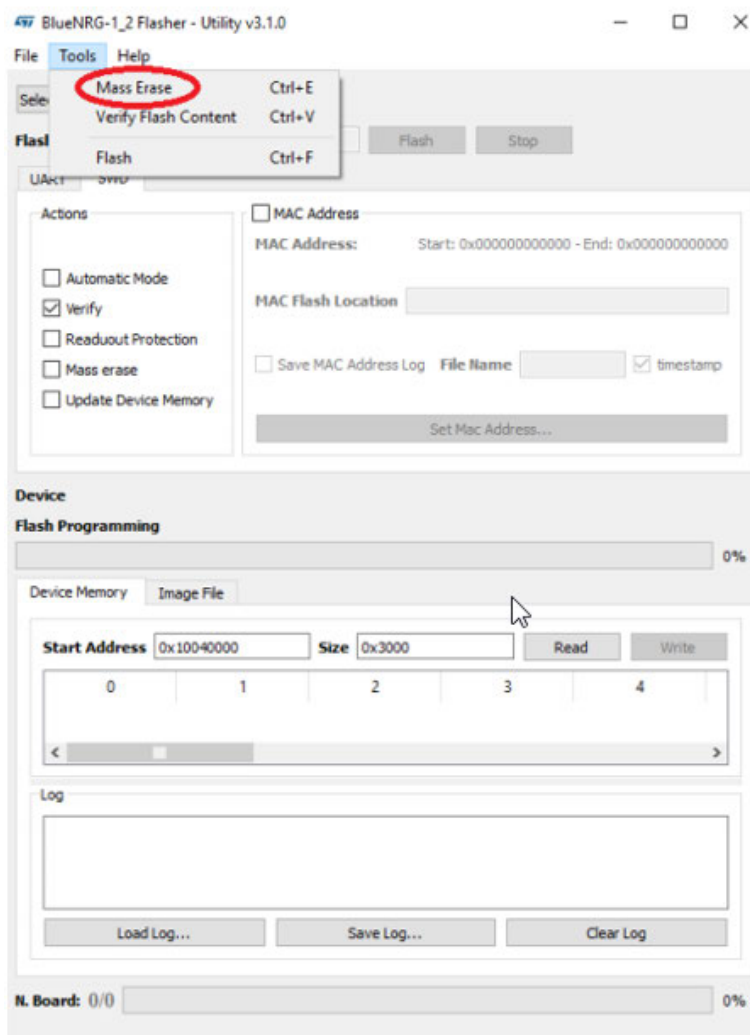 BlueNRG-1_2 Flasher - Utility v3.1.0
File Tools Help
Mass Erase Ctrl+E
Verify Flash Content Ctrl+V
Flash Ctrl+F
Flash Stop
UART SWD
Actions
Automatic Mode
Verify
Readuout Protection
Mass erase
Update Device Memory
MAC Address
MAC Address: Start: 0x000000000000 - End: 0x000000000000
MAC Flash Location
Save MAC Address Log File Name timestamp
Set Mac Address...
Device
Flash Programming
0%
Device Memory Image File
Start Address 0x10040000 Size 0x3000 Read Write
0 1 2 3 4
Log
Load Log... Save Log... Clear Log
N. Board: 0/0 0%